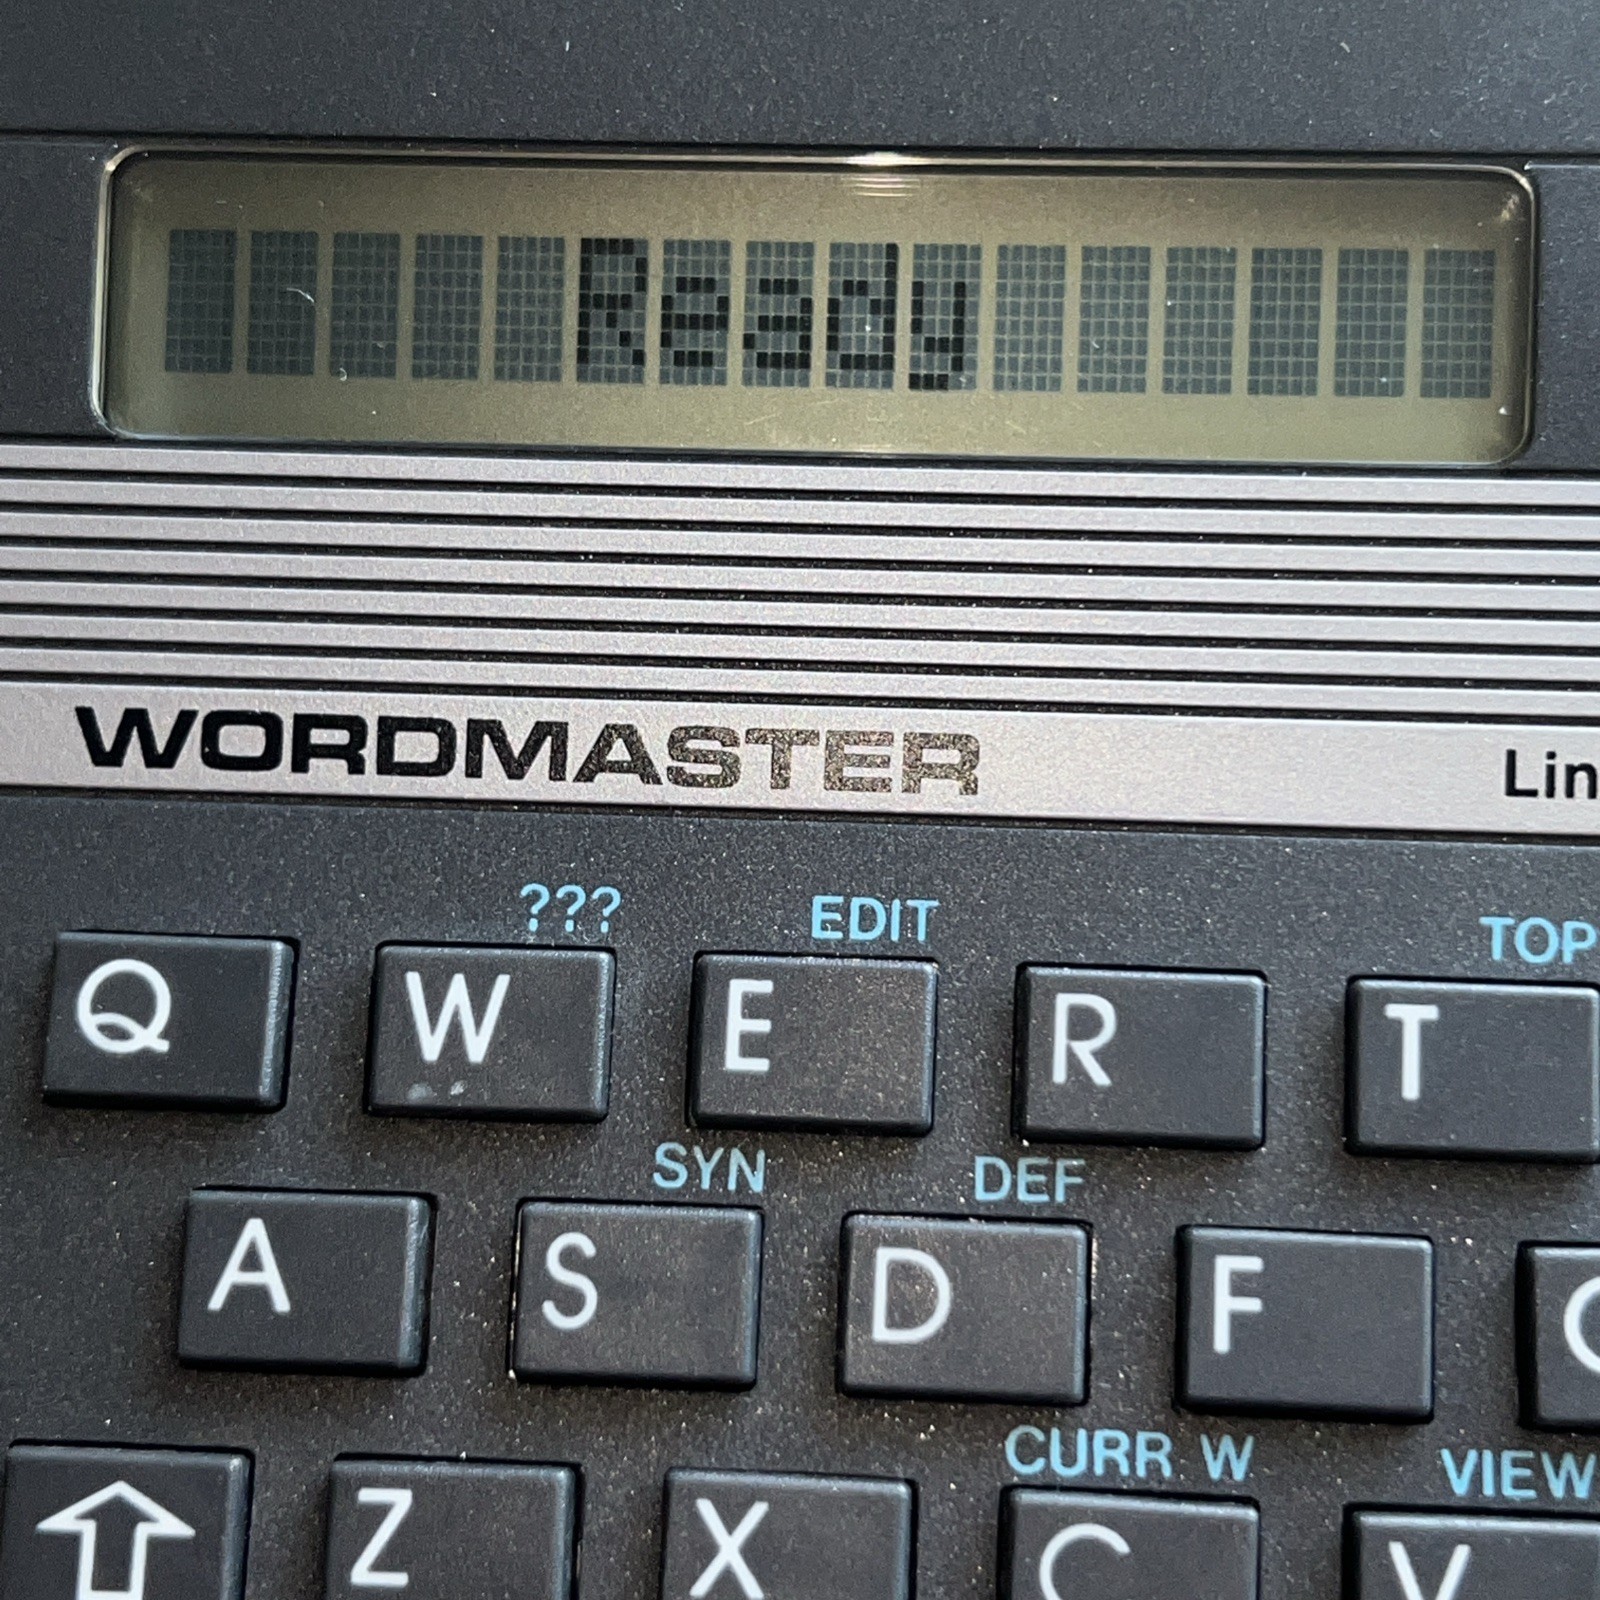 Ready
WORDMASTER Lin
??? EDIT TOP
Q W E R T
SYN DEF
A S D F
CURR W VIEW
Z X C V